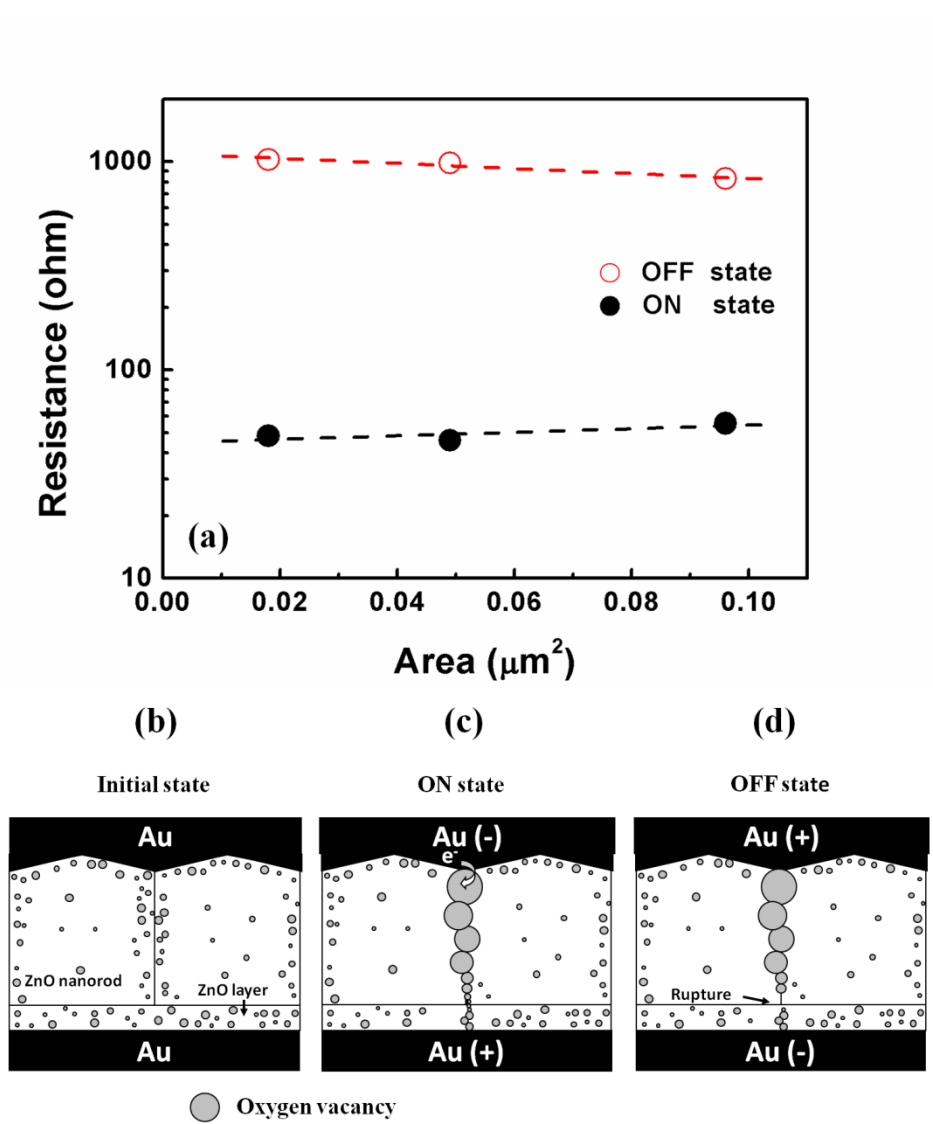 1000
100
10
Resistance (ohm)
OFF state
ON state
(a)
0.00 0.02 0.04 0.06 0.08 0.10
Area (μm²)
(b) (c) (d)
Initial state ON state OFF state
Au Au (-) Au (+)
e⁻
ZnO nanorod ZnO layer Rupture
Au Au (+) Au (-)
Oxygen vacancy